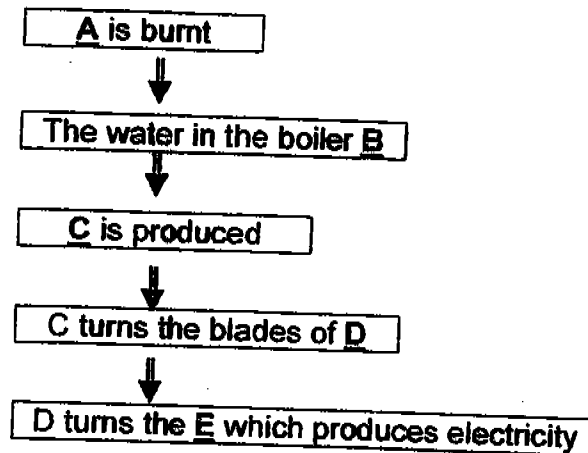 A is burnt
The water in the boiler B
C is produced
C turns the blades of D
D turns the E which produces electricity